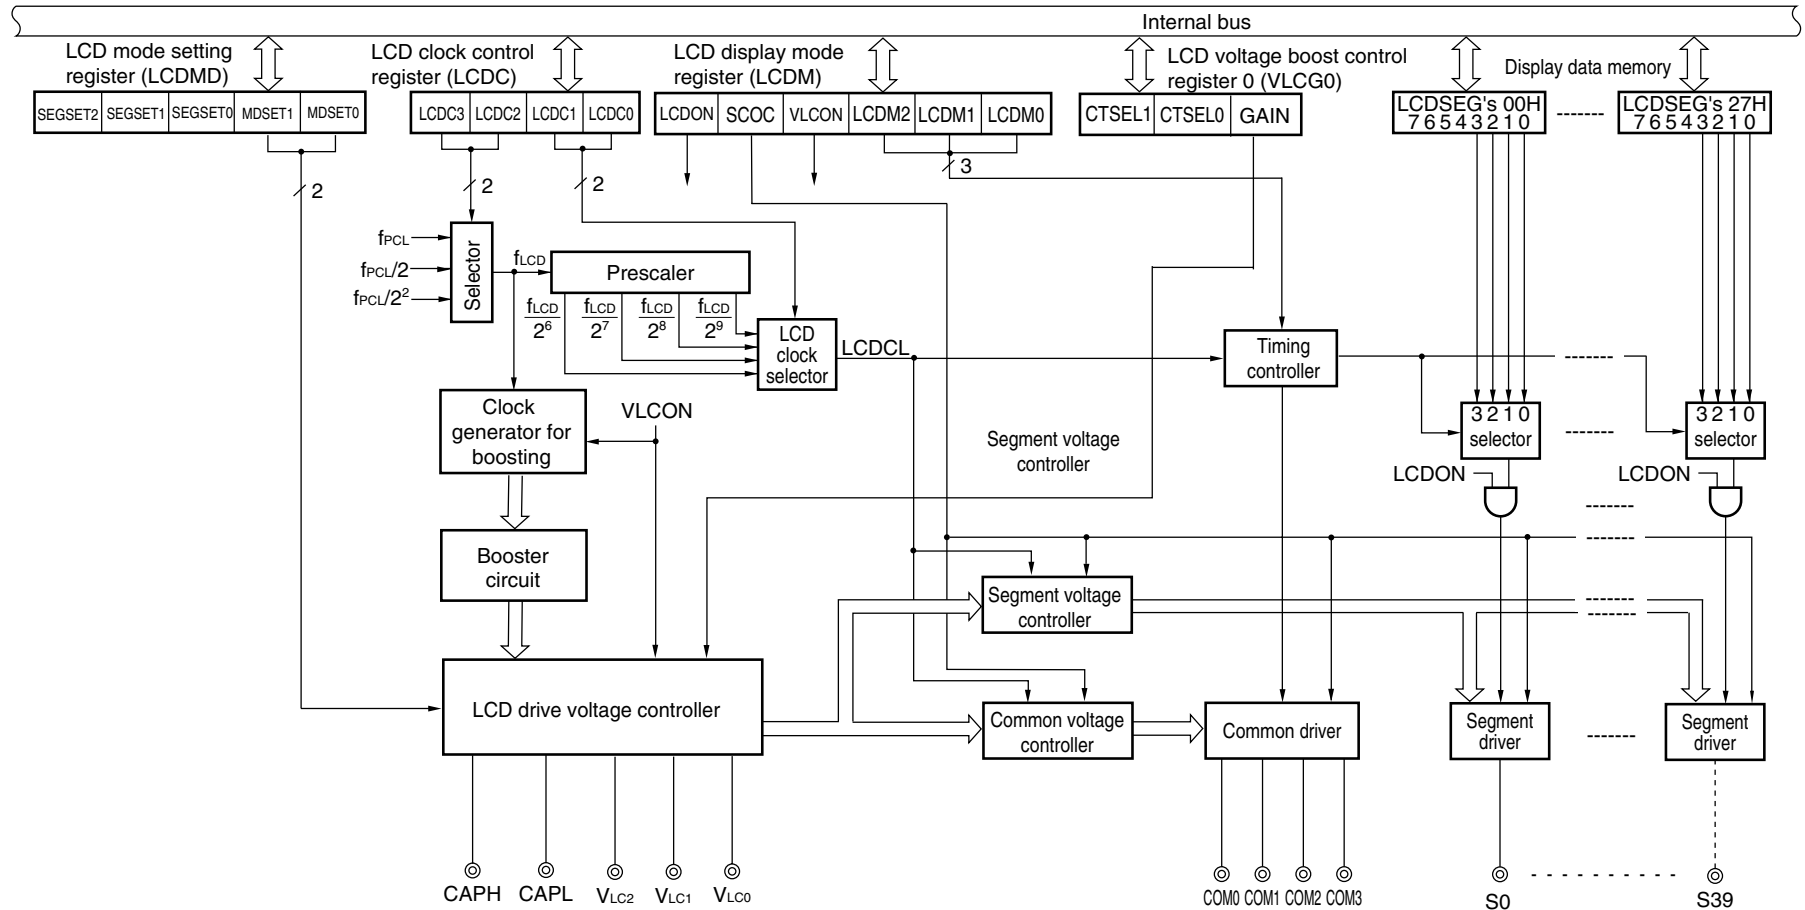 Internal bus
LCD mode setting
register (LCDMD)
LCD clock control
register (LCDC)
LCD display mode
register (LCDM)
LCD voltage boost control
register 0 (VLCG0)
Display data memory
SEGSET2 SEGSET1 SEGSET0 MDSET1 MDSET0
LCDC3 LCDC2 LCDC1 LCDC0
LCDON SCOC VLCON LCDM2 LCDM1 LCDM0
CTSEL1 CTSEL0 GAIN
LCDSEG's 00H
7 6 5 4 3 2 1 0
LCDSEG's 27H
7 6 5 4 3 2 1 0
2
2
2
3
fPCL
fPCL/2
fPCL/2²
Selector
fLCD
Prescaler
fLCD/2⁶
fLCD/2⁷
fLCD/2⁸
fLCD/2⁹
LCD
clock
selector
LCDCL
Timing
controller
3 2 1 0
selector
3 2 1 0
selector
LCDON
LCDON
Clock
generator for
boosting
VLCON
Segment voltage
controller
Booster
circuit
Segment voltage
controller
LCD drive voltage controller
Common voltage
controller
Common driver
Segment
driver
Segment
driver
CAPH
CAPL
VLC2
VLC1
VLC0
COM0 COM1 COM2 COM3
S0
S39